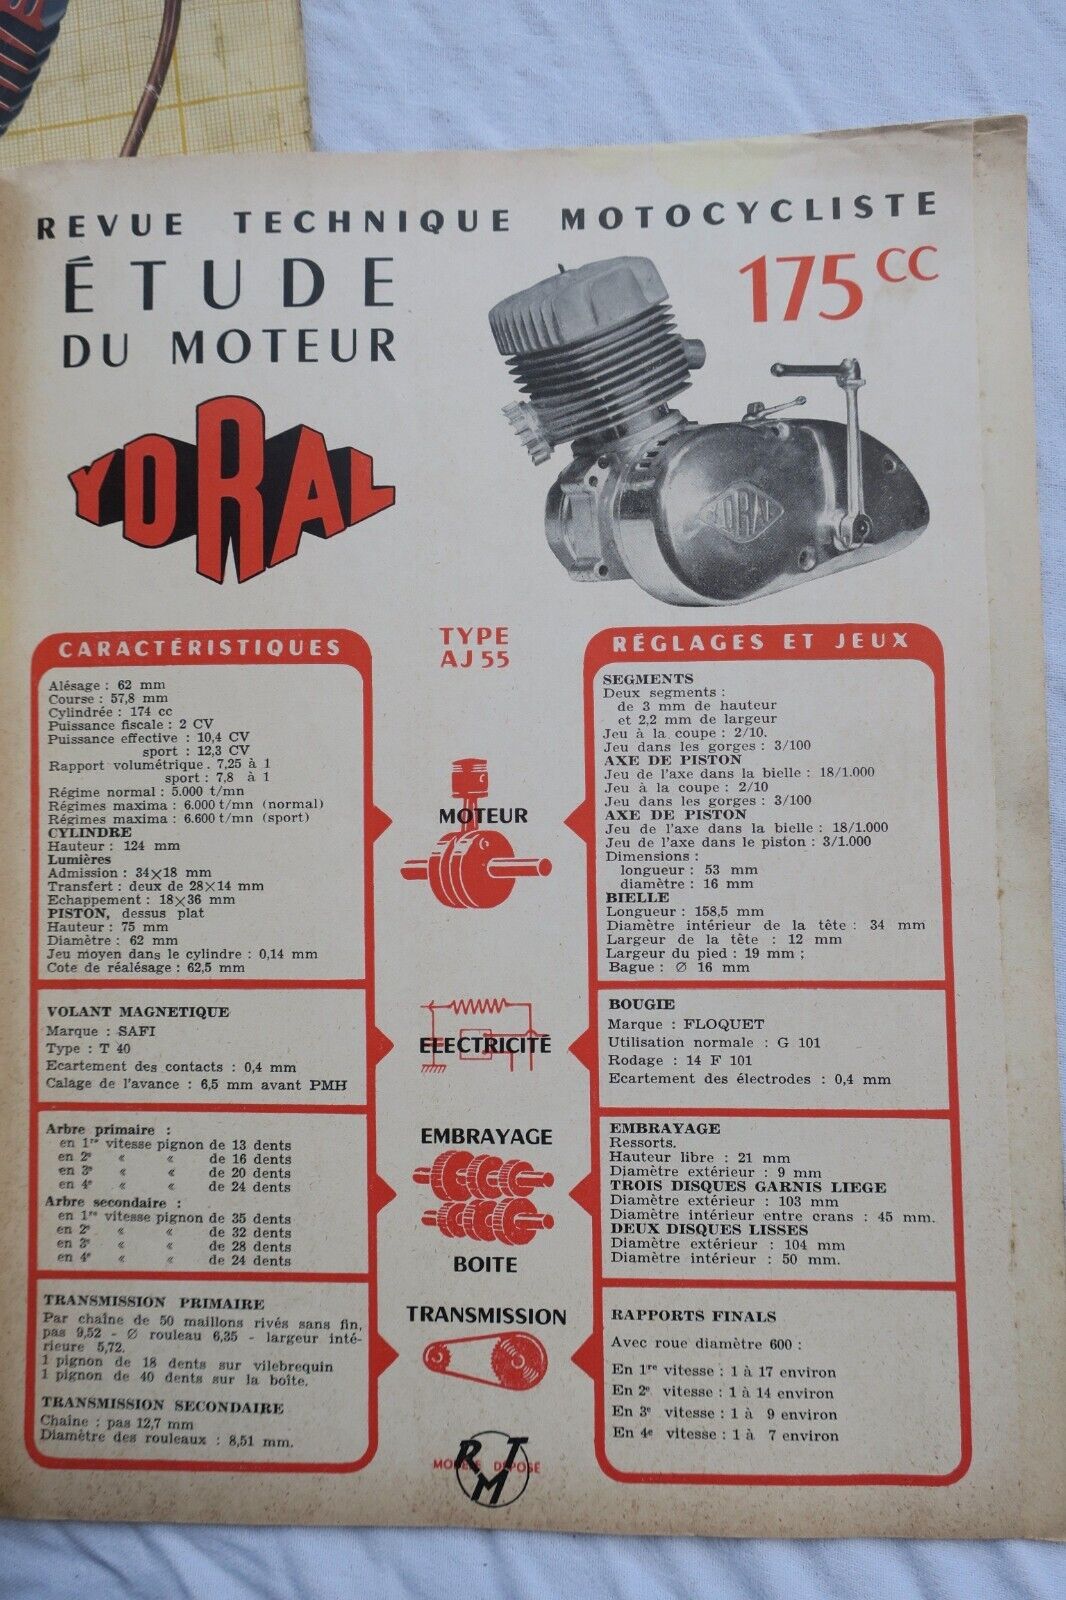 REVUE TECHNIQUE MOTOCYCLISTE
ÉTUDE
DU MOTEUR
175 CC
YDRAL
YDRAL
CARACTÉRISTIQUES
Alésage : 62 mm
Course : 57,8 mm
Cylindrée : 174 cc
Puissance fiscale : 2 CV
Puissance effective : 10,4 CV
sport : 12,3 CV
Rapport volumétrique . 7,25 à 1
sport : 7,8 à 1
Régime normal : 5.000 t/mn
Régimes maxima : 6.000 t/mn (normal)
Régimes maxima : 6.600 t/mn (sport)
CYLINDRE
Hauteur : 124 mm
Lumières
Admission : 34×18 mm
Transfert : deux de 28×14 mm
Echappement : 18×36 mm
PISTON, dessus plat
Hauteur : 75 mm
Diamètre : 62 mm
Jeu moyen dans le cylindre : 0,14 mm
Cote de réalésage : 62,5 mm
VOLANT MAGNETIQUE
Marque : SAFI
Type : T 40
Ecartement des contacts : 0,4 mm
Calage de l'avance : 6,5 mm avant PMH
Arbre primaire :
en 1re vitesse pignon de 13 dents
en 2e « « de 16 dents
en 3e « « de 20 dents
en 4e « « de 24 dents
Arbre secondaire :
en 1re vitesse pignon de 35 dents
en 2e « « de 32 dents
en 3e « « de 28 dents
en 4e « « de 24 dents
TRANSMISSION PRIMAIRE
Par chaîne de 50 maillons rivés sans fin,
pas 9,52 - Ø rouleau 6,35 - largeur inté-
rieure 5,72.
1 pignon de 18 dents sur vilebrequin
1 pignon de 40 dents sur la boîte.
TRANSMISSION SECONDAIRE
Chaîne : pas 12,7 mm
Diamètre des rouleaux : 8,51 mm.
TYPE
AJ 55
MOTEUR
ELECTRICITÉ
EMBRAYAGE
BOITE
TRANSMISSION
RTM
MODÈLE DÉPOSÉ
RÉGLAGES ET JEUX
SEGMENTS
Deux segments :
de 3 mm de hauteur
et 2,2 mm de largeur
Jeu à la coupe : 2/10.
Jeu dans les gorges : 3/100
AXE DE PISTON
Jeu de l'axe dans la bielle : 18/1.000
Jeu à la coupe : 2/10
Jeu dans les gorges : 3/100
AXE DE PISTON
Jeu de l'axe dans la bielle : 18/1.000
Jeu de l'axe dans le piston : 3/1.000
Dimensions :
longueur : 53 mm
diamètre : 16 mm
BIELLE
Longueur : 158,5 mm
Diamètre intérieur de la tête : 34 mm
Largeur de la tête : 12 mm
Largeur du pied : 19 mm ;
Bague : Ø 16 mm
BOUGIE
Marque : FLOQUET
Utilisation normale : G 101
Rodage : 14 F 101
Ecartement des électrodes : 0,4 mm
EMBRAYAGE
Ressorts.
Hauteur libre : 21 mm
Diamètre extérieur : 9 mm
TROIS DISQUES GARNIS LIEGE
Diamètre extérieur : 103 mm
Diamètre intérieur entre crans : 45 mm.
DEUX DISQUES LISSES
Diamètre extérieur : 104 mm
Diamètre intérieur : 50 mm.
RAPPORTS FINALS
Avec roue diamètre 600 :
En 1re vitesse : 1 à 17 environ
En 2e vitesse : 1 à 14 environ
En 3e vitesse : 1 à 9 environ
En 4e vitesse : 1 à 7 environ